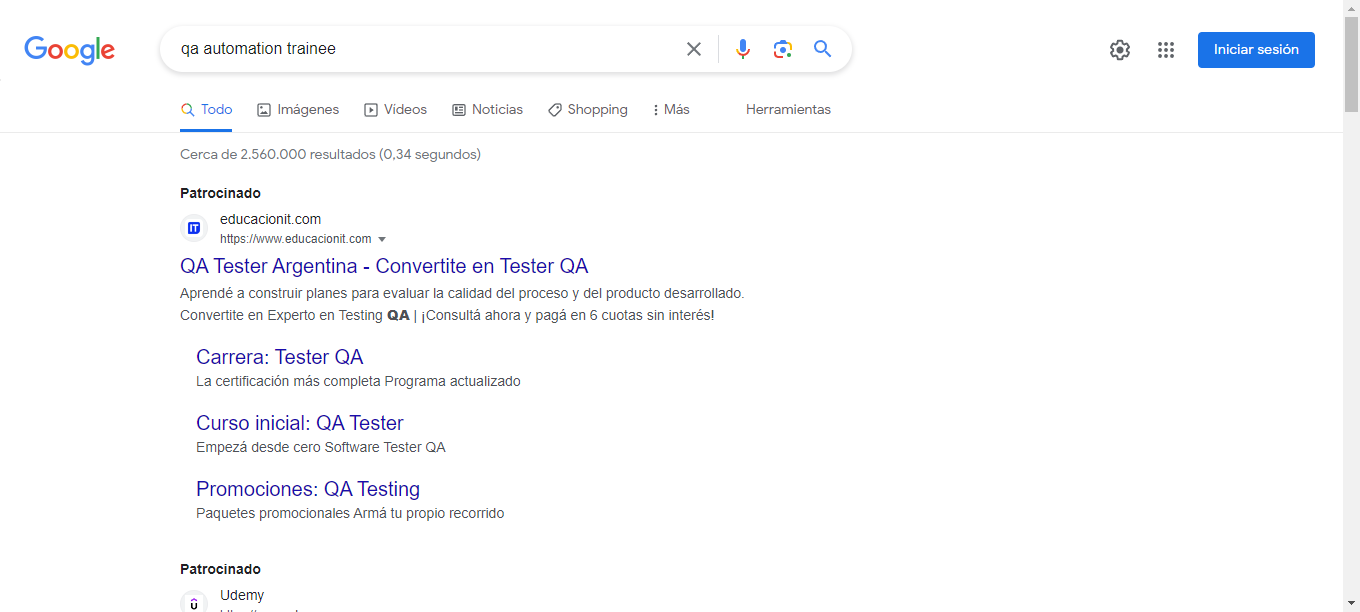 Google
qa automation trainee
Iniciar sesión
Todo Imágenes Vídeos Noticias Shopping Más Herramientas
Cerca de 2.560.000 resultados (0,34 segundos)
Patrocinado
IT
educacionit.com
https://www.educacionit.com
QA Tester Argentina - Convertite en Tester QA
Aprendé a construir planes para evaluar la calidad del proceso y del producto desarrollado.
Convertite en Experto en Testing QA | ¡Consultá ahora y pagá en 6 cuotas sin interés!
Carrera: Tester QA
La certificación más completa Programa actualizado
Curso inicial: QA Tester
Empezá desde cero Software Tester QA
Promociones: QA Testing
Paquetes promocionales Armá tu propio recorrido
Patrocinado
Udemy